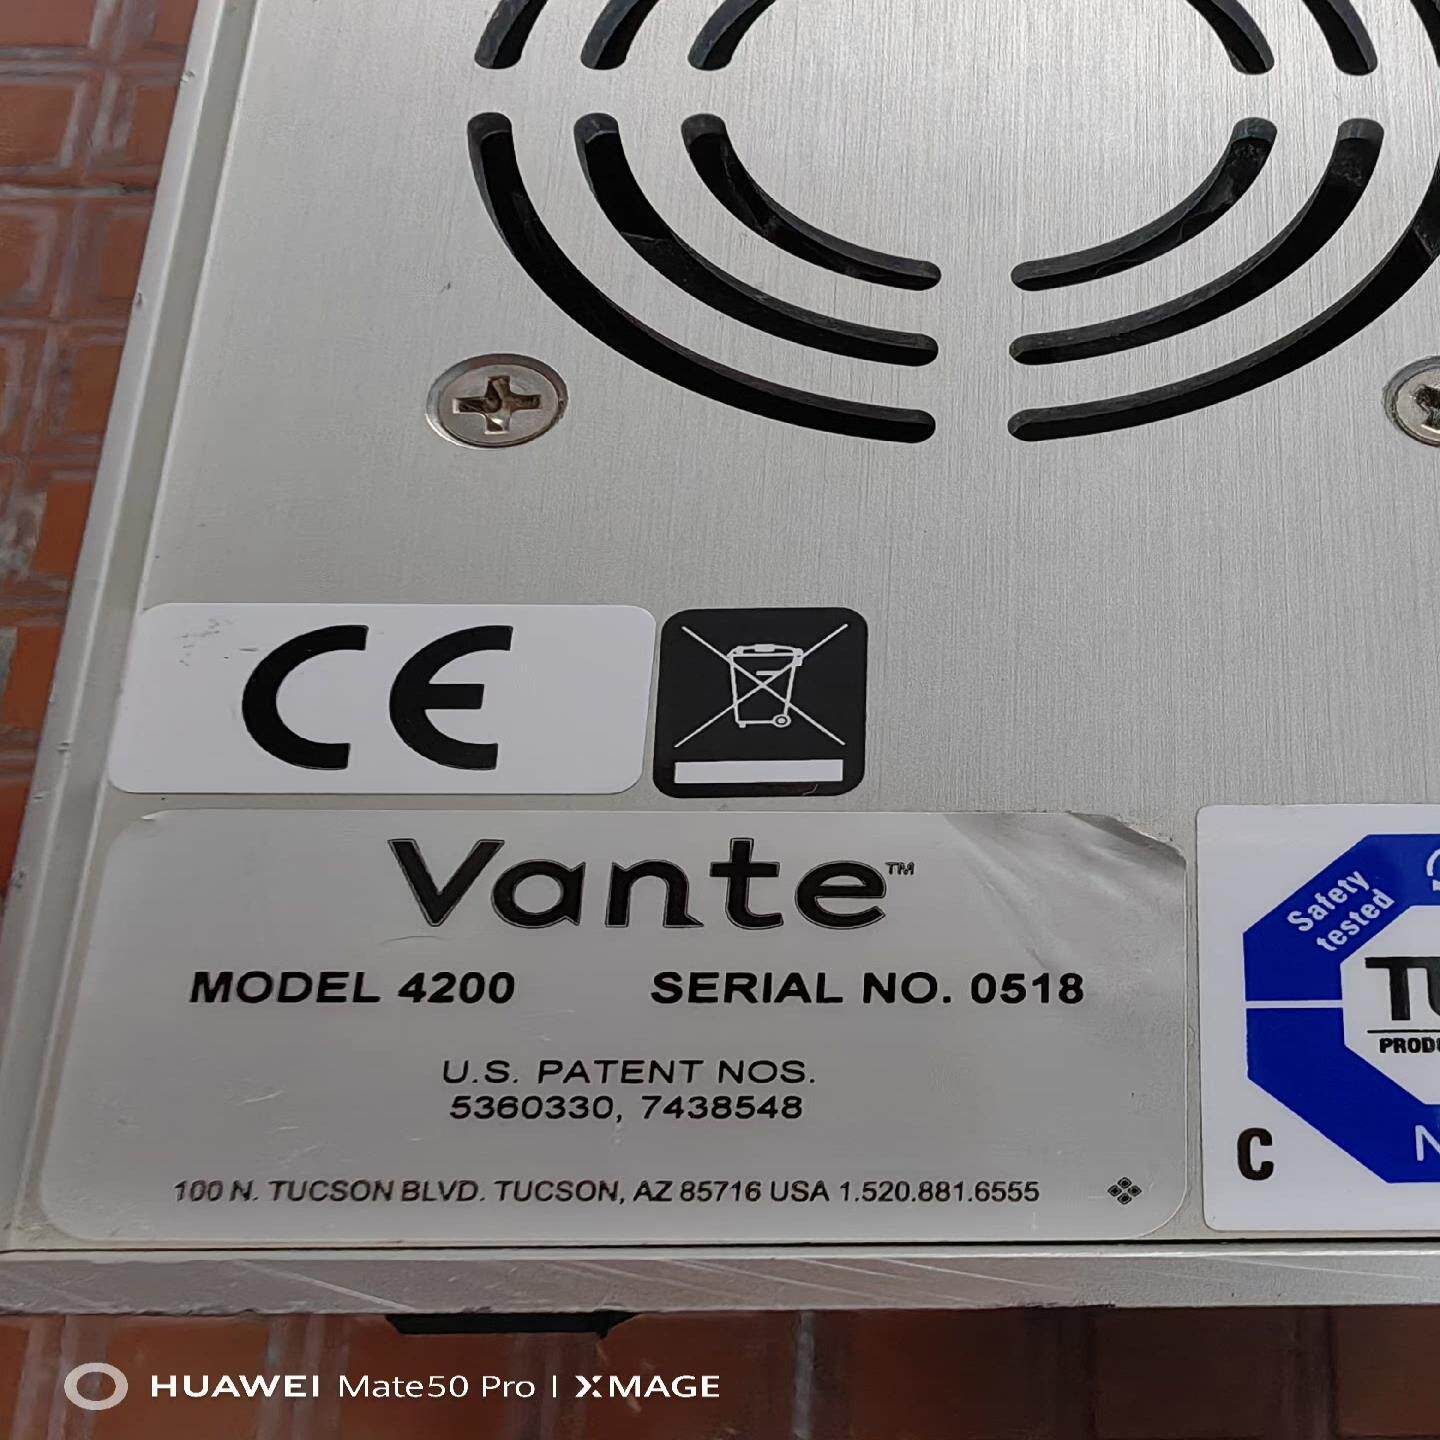 CE
Vante™
MODEL 4200 SERIAL NO. 0518
U.S. PATENT NOS.
5360330, 7438548
100 N. TUCSON BLVD. TUCSON, AZ 85716 USA 1.520.881.6555
Safety
tested
C
HUAWEI Mate50 Pro | XMAGE